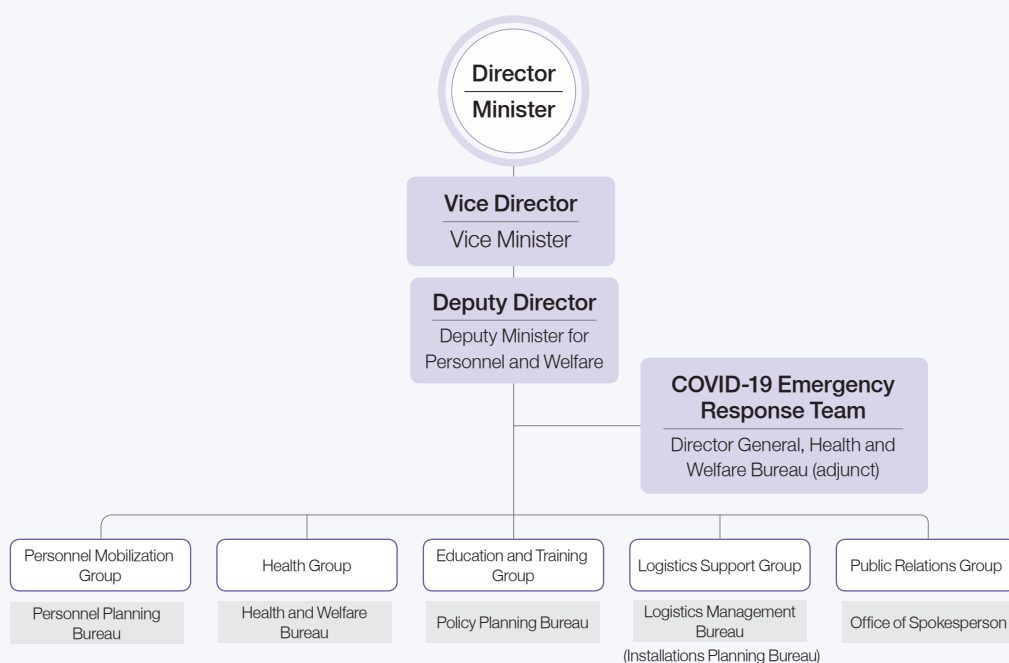 Director
Minister
Vice Director
Vice Minister
Deputy Director
Deputy Minister for
Personnel and Welfare
COVID-19 Emergency
Response Team
Director General, Health and
Welfare Bureau (adjunct)
Personnel Mobilization
Group
Personnel Planning
Bureau
Health Group
Health and Welfare
Bureau
Education and Training
Group
Policy Planning Bureau
Logistics Support Group
Logistics Management
Bureau
(Installations Planning Bureau)
Public Relations Group
Office of Spokesperson